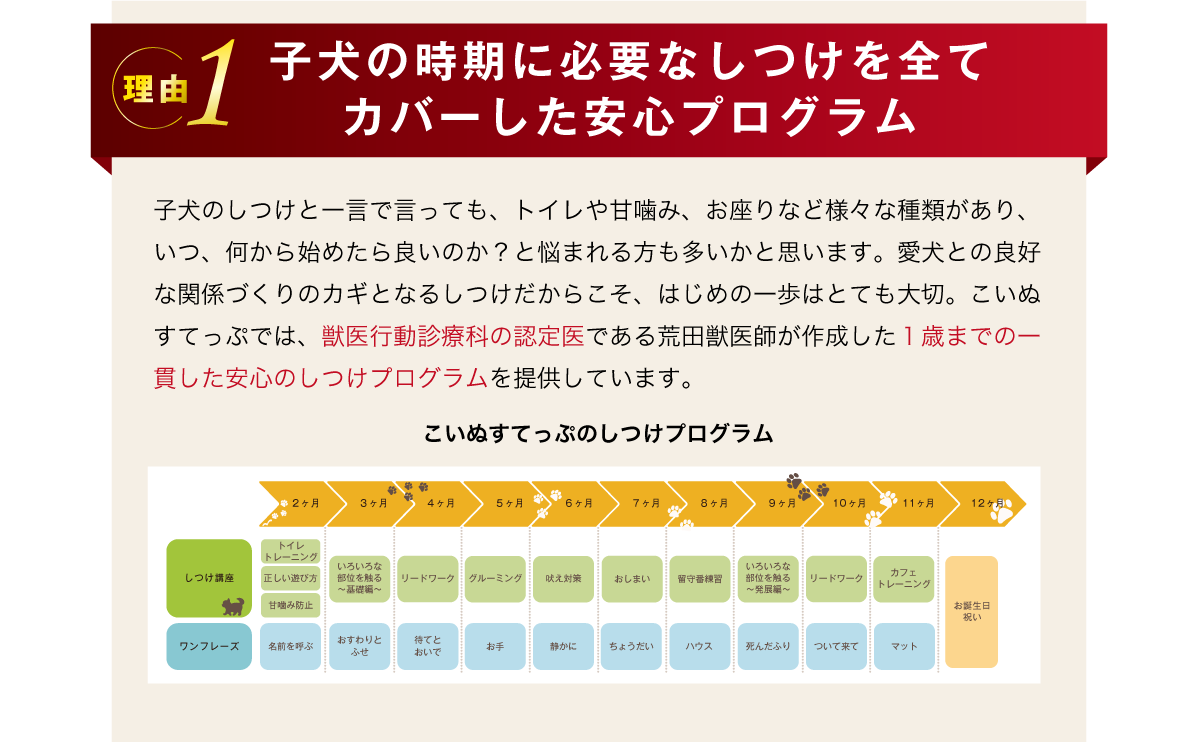 理由1
子犬の時期に必要なしつけを全て
カバーした安心プログラム
子犬のしつけと一言で言っても、トイレや甘噛み、お座りなど様々な種類があり、
いつ、何から始めたら良いのか？と悩まれる方も多いかと思います。愛犬との良好
な関係づくりのカギとなるしつけだからこそ、はじめの一歩はとても大切。こいぬ
すてっぷでは、獣医行動診療科の認定医である荒田獣医師が作成した１歳までの一
貫した安心のしつけプログラムを提供しています。
こいぬすてっぷのしつけプログラム
2ヶ月 3ヶ月 4ヶ月 5ヶ月 6ヶ月 7ヶ月 8ヶ月 9ヶ月 10ヶ月 11ヶ月 12ヶ月
しつけ講座
トイレ
トレーニング
正しい遊び方
甘噛み防止
いろいろな
部位を触る
〜基礎編〜
リードワーク
グルーミング
吠え対策
おしまい
留守番練習
いろいろな
部位を触る
〜発展編〜
リードワーク
カフェ
トレーニング
お誕生日
祝い
ワンフレーズ
名前を呼ぶ
おすわりと
ふせ
待てと
おいで
お手
静かに
ちょうだい
ハウス
死んだふり
ついて来て
マット